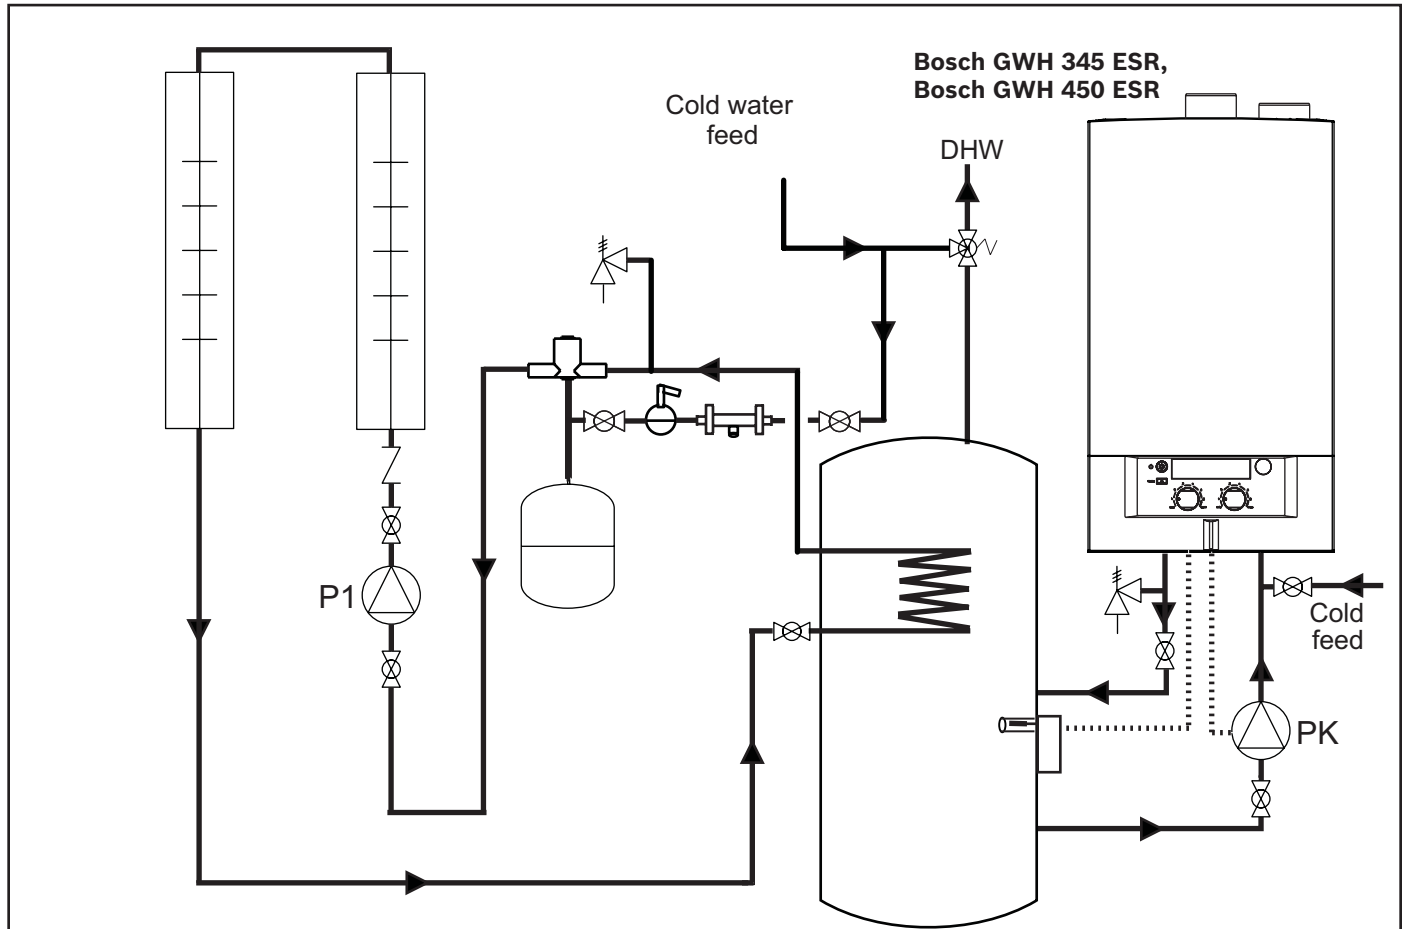 Bosch GWH 345 ESR,
Bosch GWH 450 ESR
Cold water
feed
DHW
P1
Cold
feed
PK